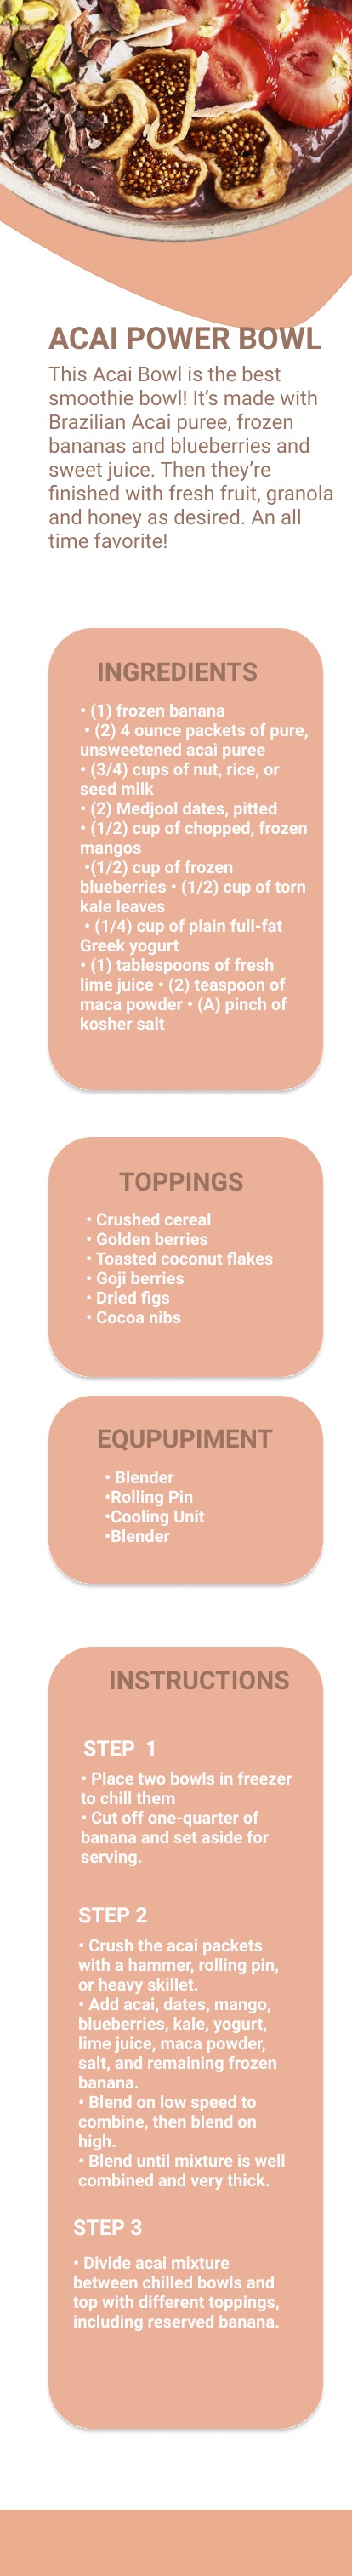 ACAI POWER BOWL
This Acai Bowl is the best
smoothie bowl! It’s made with
Brazilian Acai puree, frozen
bananas and blueberries and
sweet juice. Then they’re
finished with fresh fruit, granola
and honey as desired. An all
time favorite!
INGREDIENTS
• (1) frozen banana
• (2) 4 ounce packets of pure,
unsweetened acai puree
• (3/4) cups of nut, rice, or
seed milk
• (2) Medjool dates, pitted
• (1/2) cup of chopped, frozen
mangos
•(1/2) cup of frozen
blueberries • (1/2) cup of torn
kale leaves
• (1/4) cup of plain full-fat
Greek yogurt
• (1) tablespoons of fresh
lime juice • (2) teaspoon of
maca powder • (A) pinch of
kosher salt
TOPPINGS
• Crushed cereal
• Golden berries
• Toasted coconut flakes
• Goji berries
• Dried figs
• Cocoa nibs
EQUPUPIMENT
• Blender
•Rolling Pin
•Cooling Unit
•Blender
INSTRUCTIONS
STEP 1
• Place two bowls in freezer
to chill them
• Cut off one-quarter of
banana and set aside for
serving.
STEP 2
• Crush the acai packets
with a hammer, rolling pin,
or heavy skillet.
• Add acai, dates, mango,
blueberries, kale, yogurt,
lime juice, maca powder,
salt, and remaining frozen
banana.
• Blend on low speed to
combine, then blend on
high.
• Blend until mixture is well
combined and very thick.
STEP 3
• Divide acai mixture
between chilled bowls and
top with different toppings,
including reserved banana.